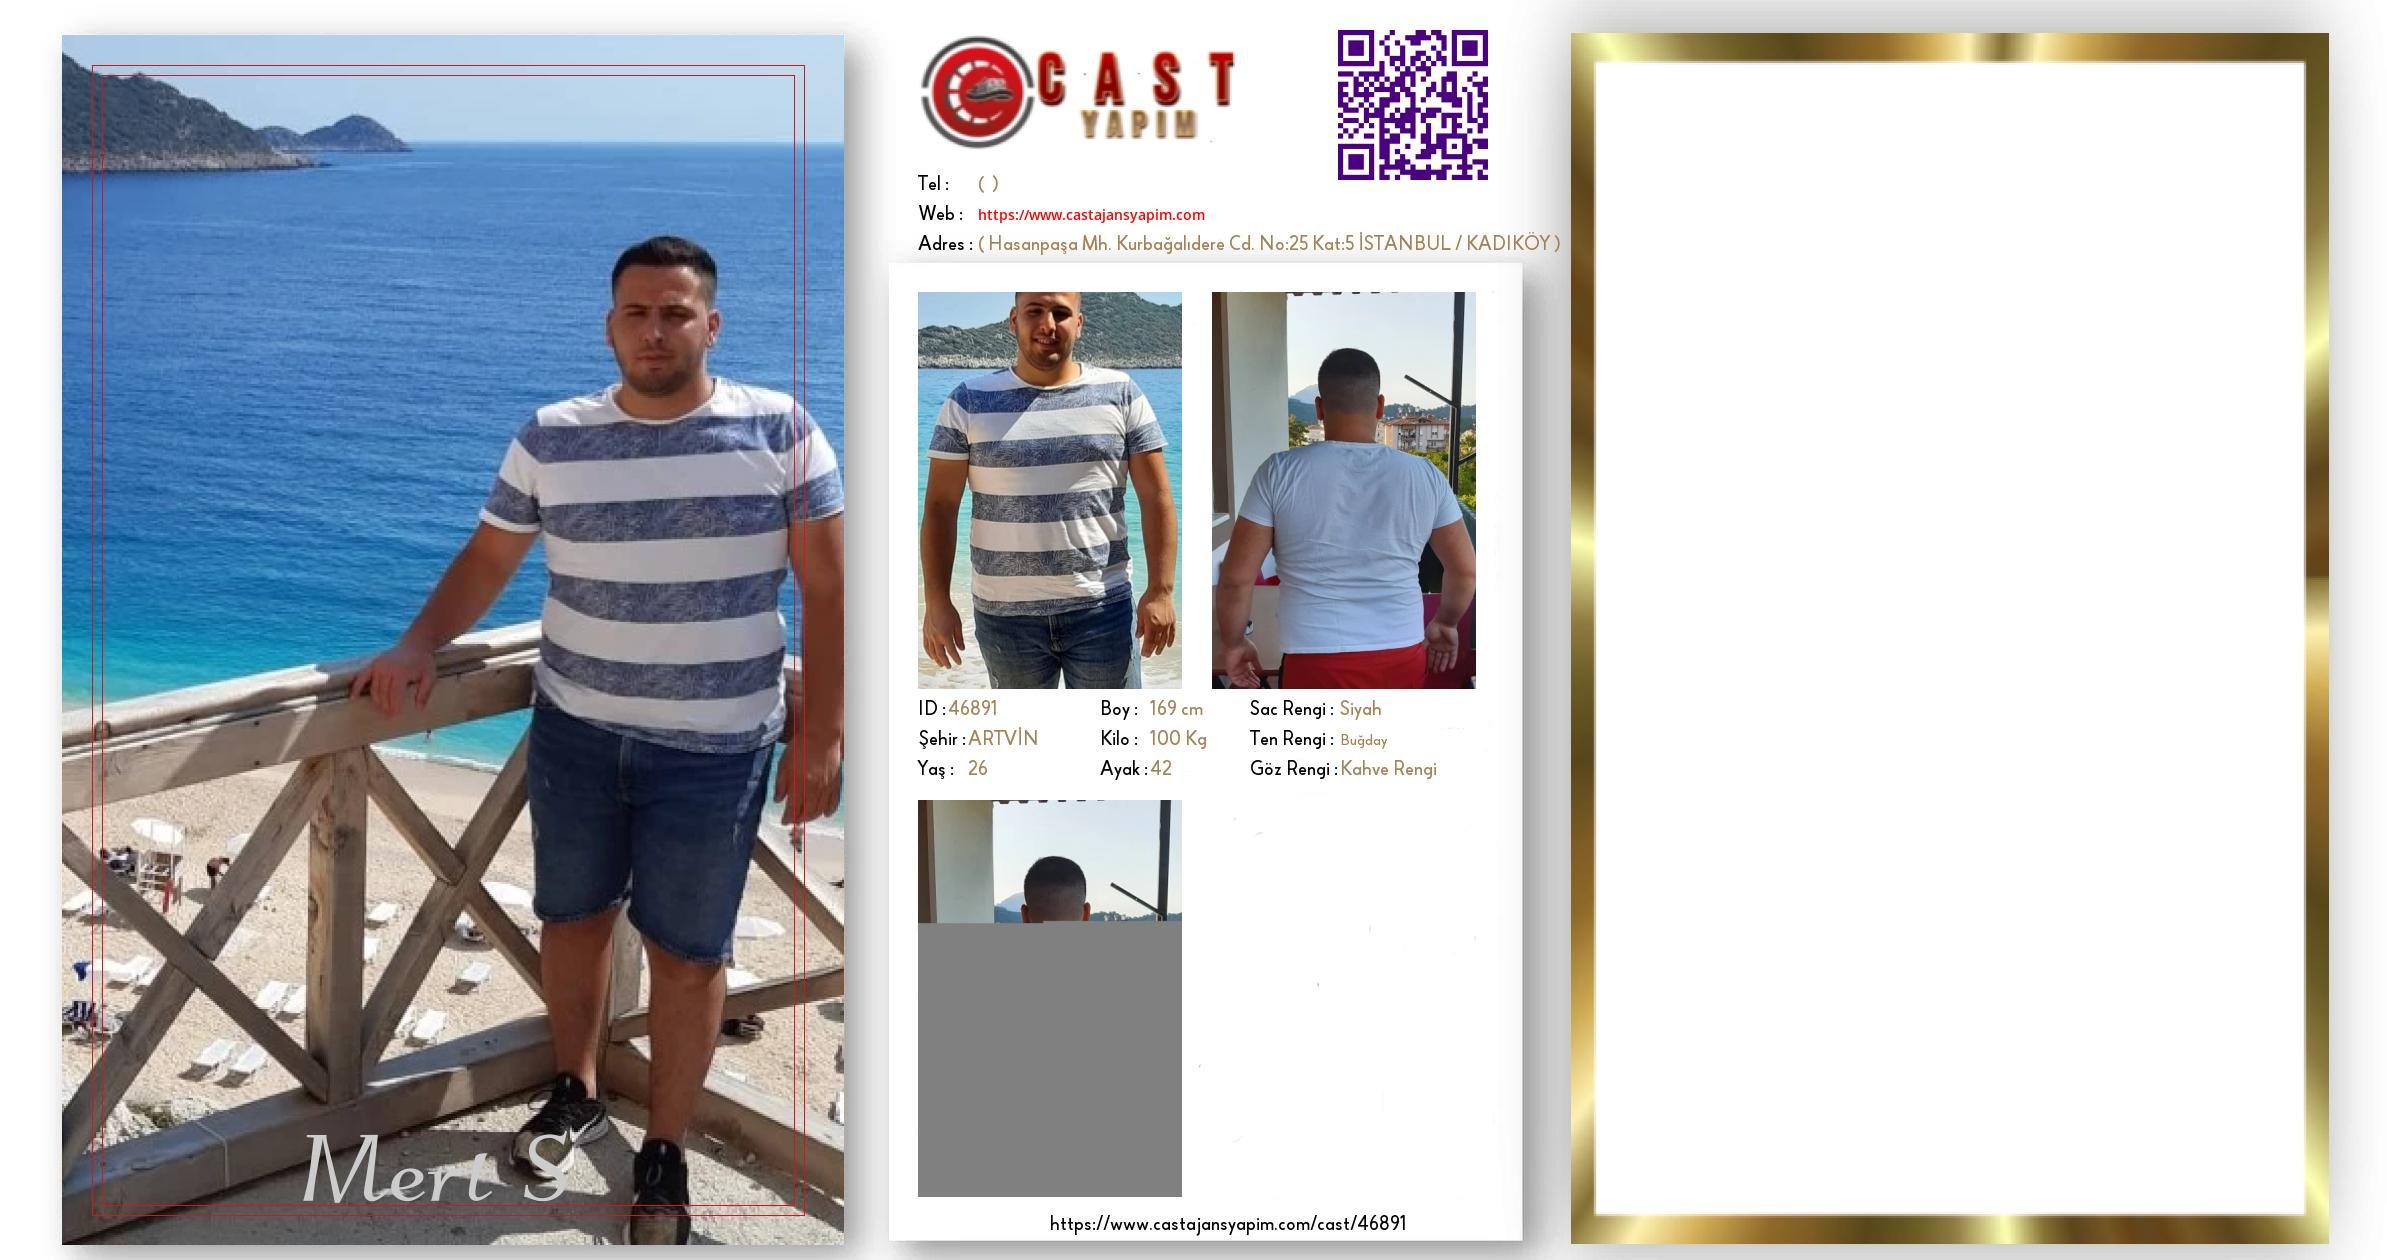 Mert S
CAST
YAPIM
Tel : ( )
Web : https://www.castajansyapim.com
Adres : ( Hasanpaşa Mh. Kurbağalıdere Cd. No:25 Kat:5 İSTANBUL / KADIKÖY )
ID : 46891 Boy : 169 cm Sac Rengi : Siyah
Şehir : ARTVİN Kilo : 100 Kg Ten Rengi : Buğday
Yaş : 26 Ayak : 42 Göz Rengi : Kahve Rengi
https://www.castajansyapim.com/cast/46891